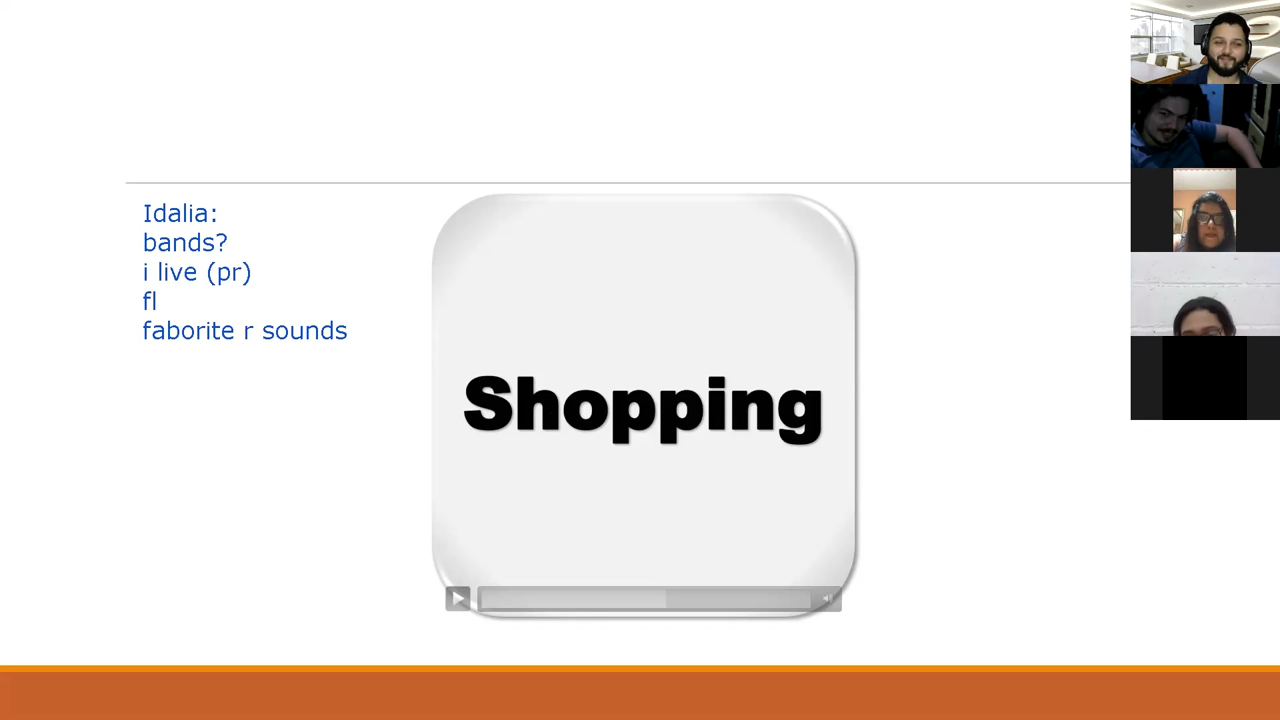 Idalia:
bands?
i live (pr)
fl
faborite r sounds
Shopping